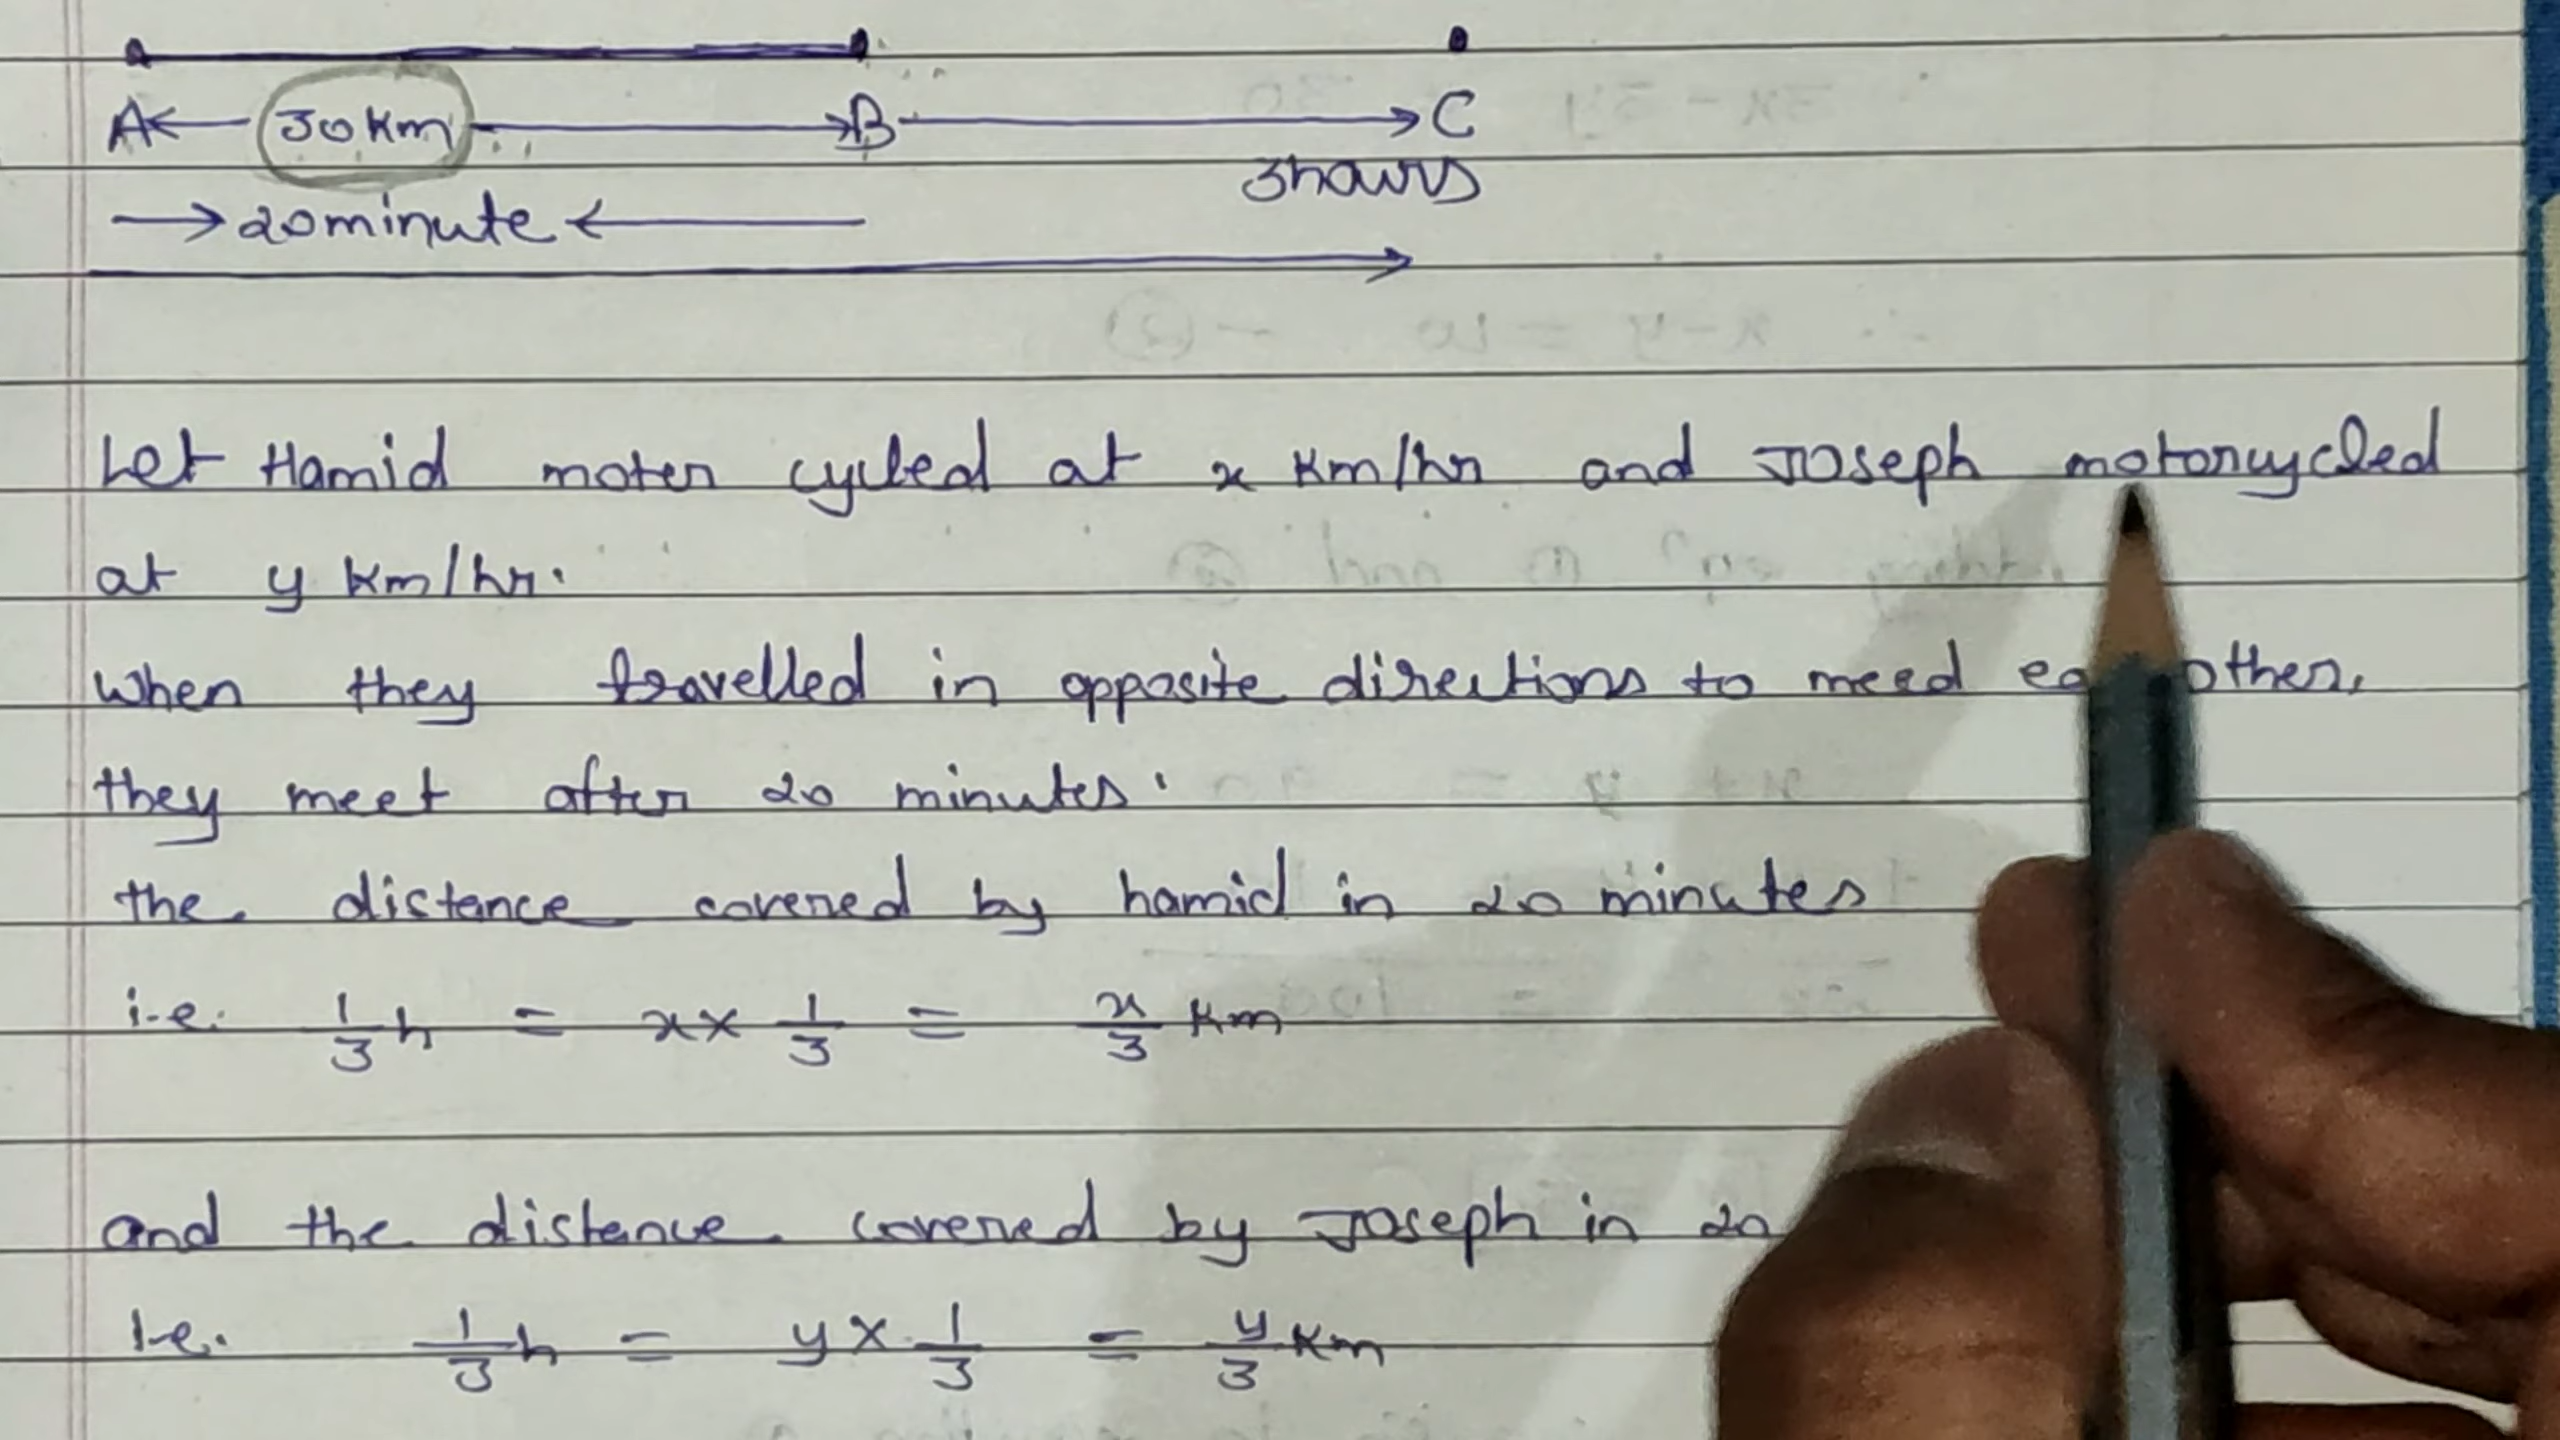 A← 30 Km → B → C
3hours
→ 20 minute ←
Let Hamid moter cycled at x Km/hr and Joseph motorcycled
at y Km/hr.
When they travelled in opposite directions to meed other,
they meet after 20 minutes.
the distance covered by hamid in 20 minutes
i.e. 1/3 h = x × 1/3 = x/3 Km
and the distance covered by Joseph in 20
i.e. 1/3 h = y × 1/3 = y/3 Km